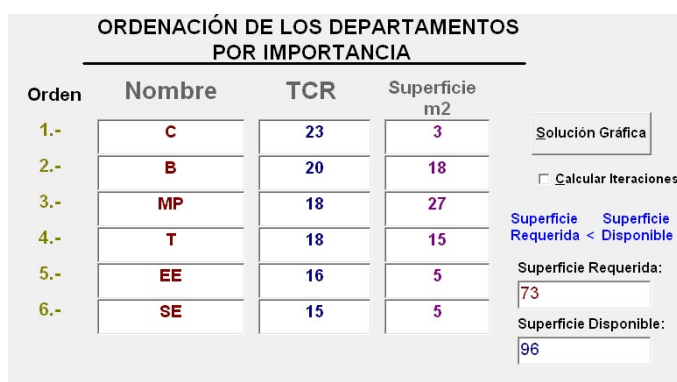 ORDENACIÓN DE LOS DEPARTAMENTOS
POR IMPORTANCIA
Orden Nombre TCR Superficie
m2
1.- C 23 3
2.- B 20 18
3.- MP 18 27
4.- T 18 15
5.- EE 16 5
6.- SE 15 5
Solución Gráfica
Calcular Iteraciones
Superficie Superficie
Requerida < Disponible
Superficie Requerida:
73
Superficie Disponible:
96